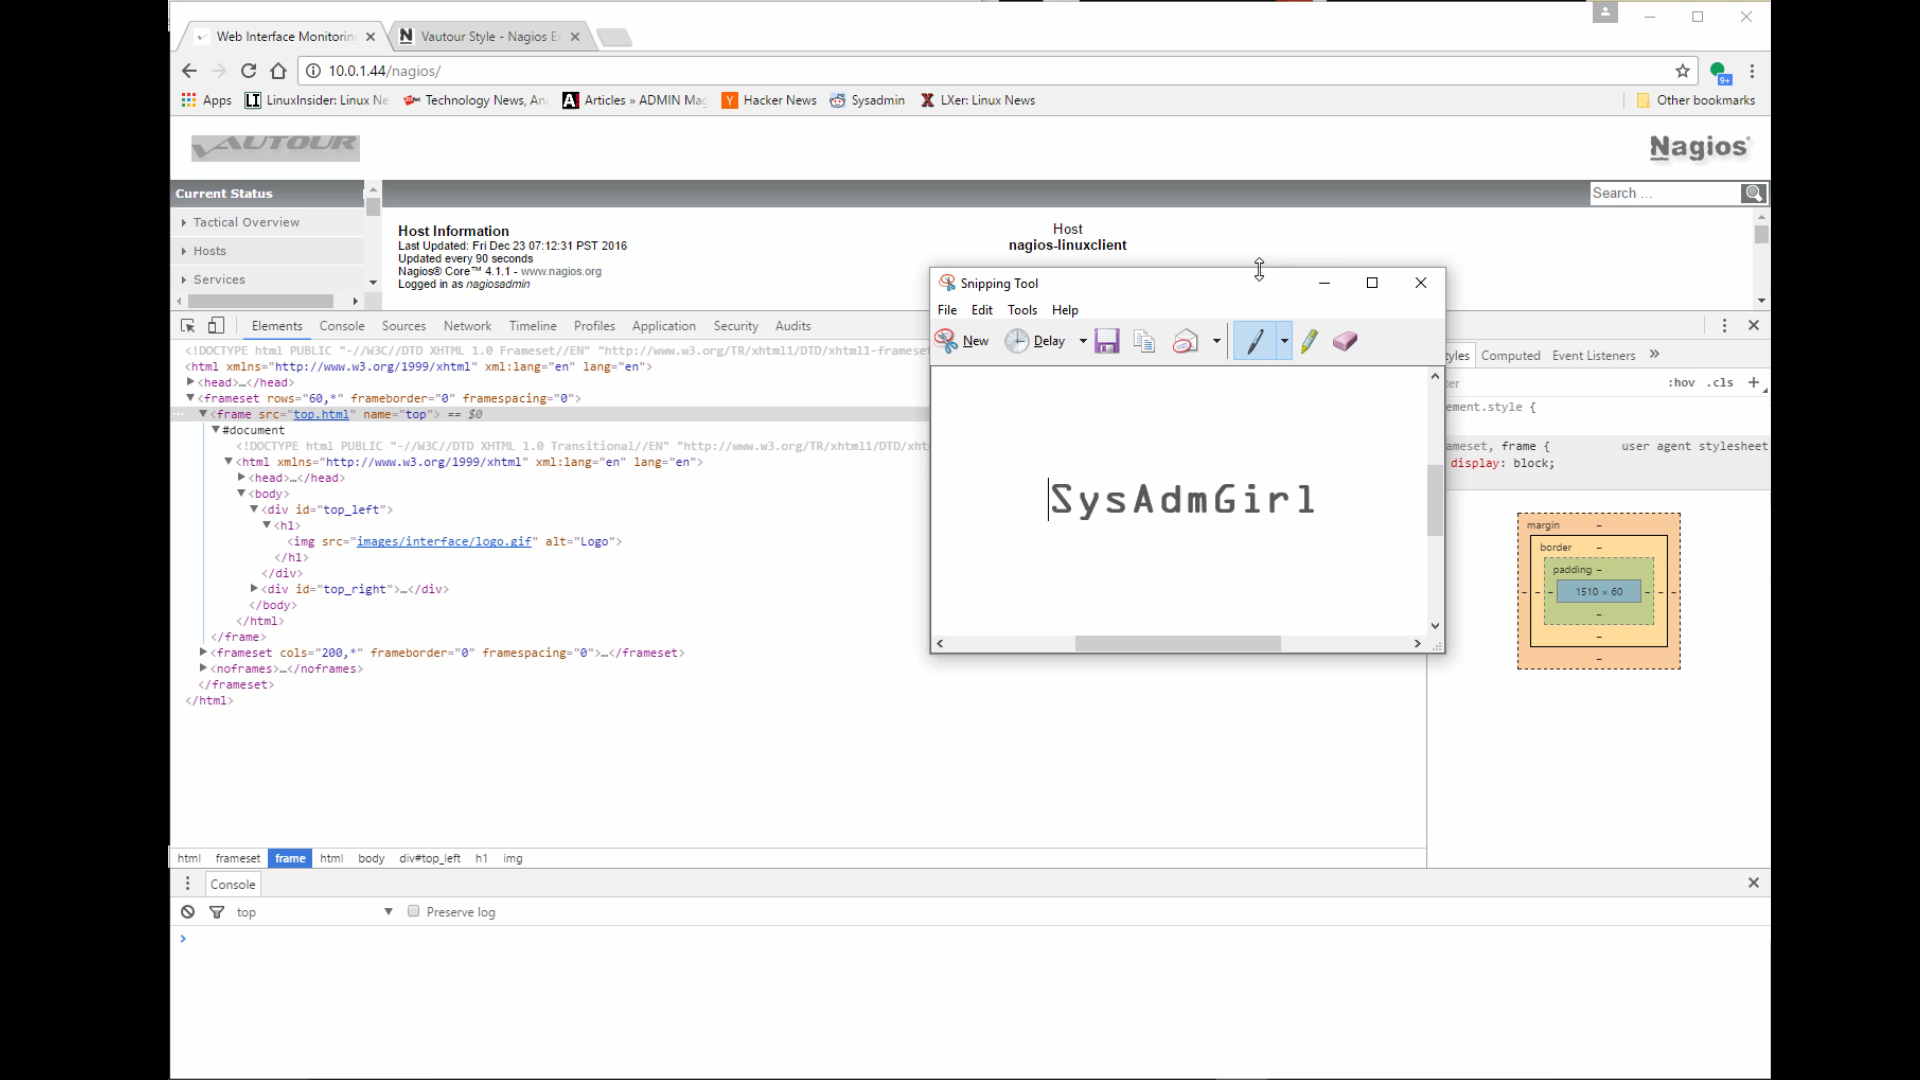 Web Interface Monitorin
Vautour Style - Nagios E
10.0.1.44/nagios/
Apps
LinuxInsider: Linux Ne
Technology News, Ana
Articles » ADMIN Mag
Hacker News
Sysadmin
LXer: Linux News
Other bookmarks
9+
VAUTOUR
Nagios®
Current Status
Search ...
Tactical Overview
Hosts
Services
Host Information
Last Updated: Fri Dec 23 07:12:31 PST 2016
Updated every 90 seconds
Nagios® Core™ 4.1.1 - www.nagios.org
Logged in as nagiosadmin
Host
nagios-linuxclient
Snipping Tool
File Edit Tools Help
New Delay
SysAdmGirl
Elements Console Sources Network Timeline Profiles Application Security Audits
<!DOCTYPE html PUBLIC "-//W3C//DTD XHTML 1.0 Frameset//EN" "http://www.w3.org/TR/xhtml1/DTD/xhtml1-frameset
<html xmlns="http://www.w3.org/1999/xhtml" xml:lang="en" lang="en">
<head>…</head>
<frameset rows="60,*" frameborder="0" framespacing="0">
<frame src="top.html" name="top"> == $0
#document
<!DOCTYPE html PUBLIC "-//W3C//DTD XHTML 1.0 Transitional//EN" "http://www.w3.org/TR/xhtml1/DTD/xht
<html xmlns="http://www.w3.org/1999/xhtml" xml:lang="en" lang="en">
<head>…</head>
<body>
<div id="top_left">
<h1>
<img src="images/interface/logo.gif" alt="Logo">
</h1>
</div>
<div id="top_right">…</div>
</body>
</html>
</frame>
<frameset cols="200,*" frameborder="0" framespacing="0">…</frameset>
<noframes>…</noframes>
</frameset>
</html>
yles Computed Event Listeners »
ter :hov .cls +
ement.style {
ameset, frame { user agent stylesheet
display: block;
margin –
border –
padding –
1510 × 60
html frameset frame html body div#top_left h1 img
Console
top
Preserve log